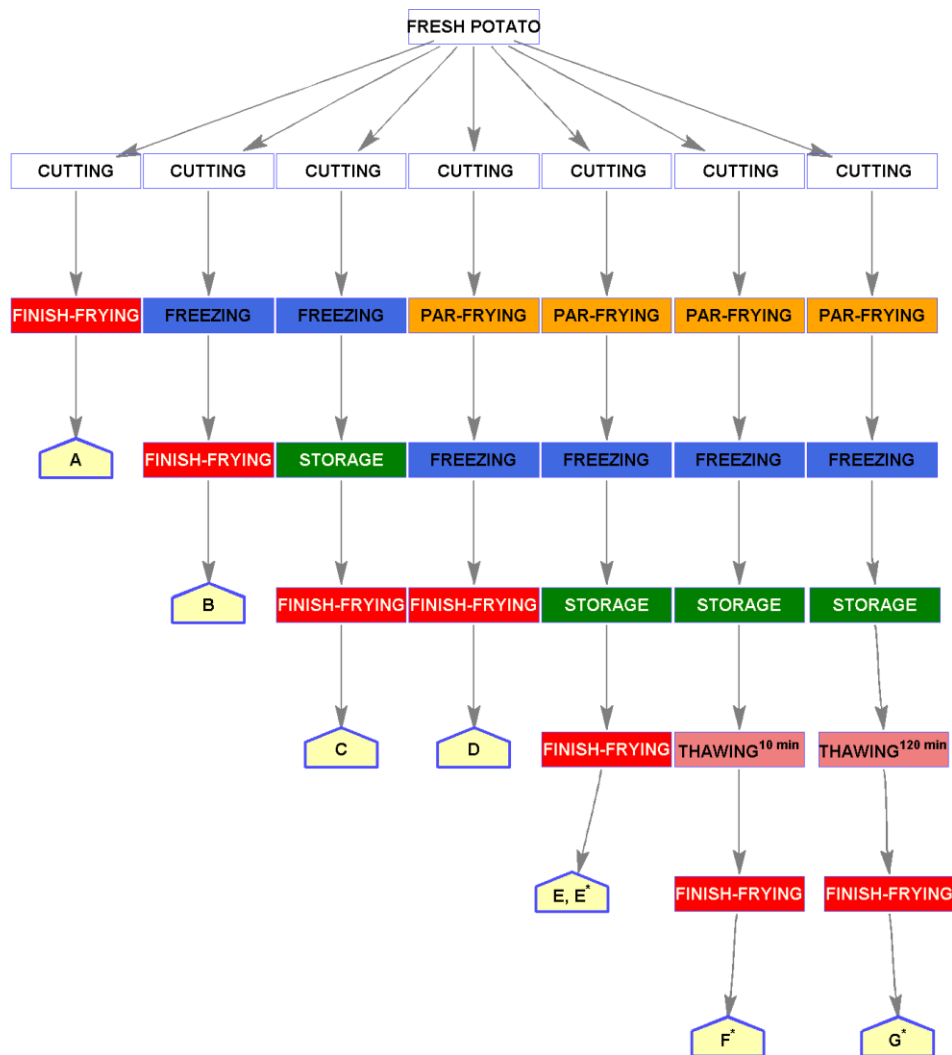 FRESH POTATO
CUTTING CUTTING CUTTING CUTTING CUTTING CUTTING CUTTING
FINISH-FRYING FREEZING FREEZING PAR-FRYING PAR-FRYING PAR-FRYING PAR-FRYING
A FINISH-FRYING STORAGE FREEZING FREEZING FREEZING FREEZING
B FINISH-FRYING FINISH-FRYING STORAGE STORAGE STORAGE
C D FINISH-FRYING THAWING10 min THAWING120 min
E, E* FINISH-FRYING FINISH-FRYING
F* G*